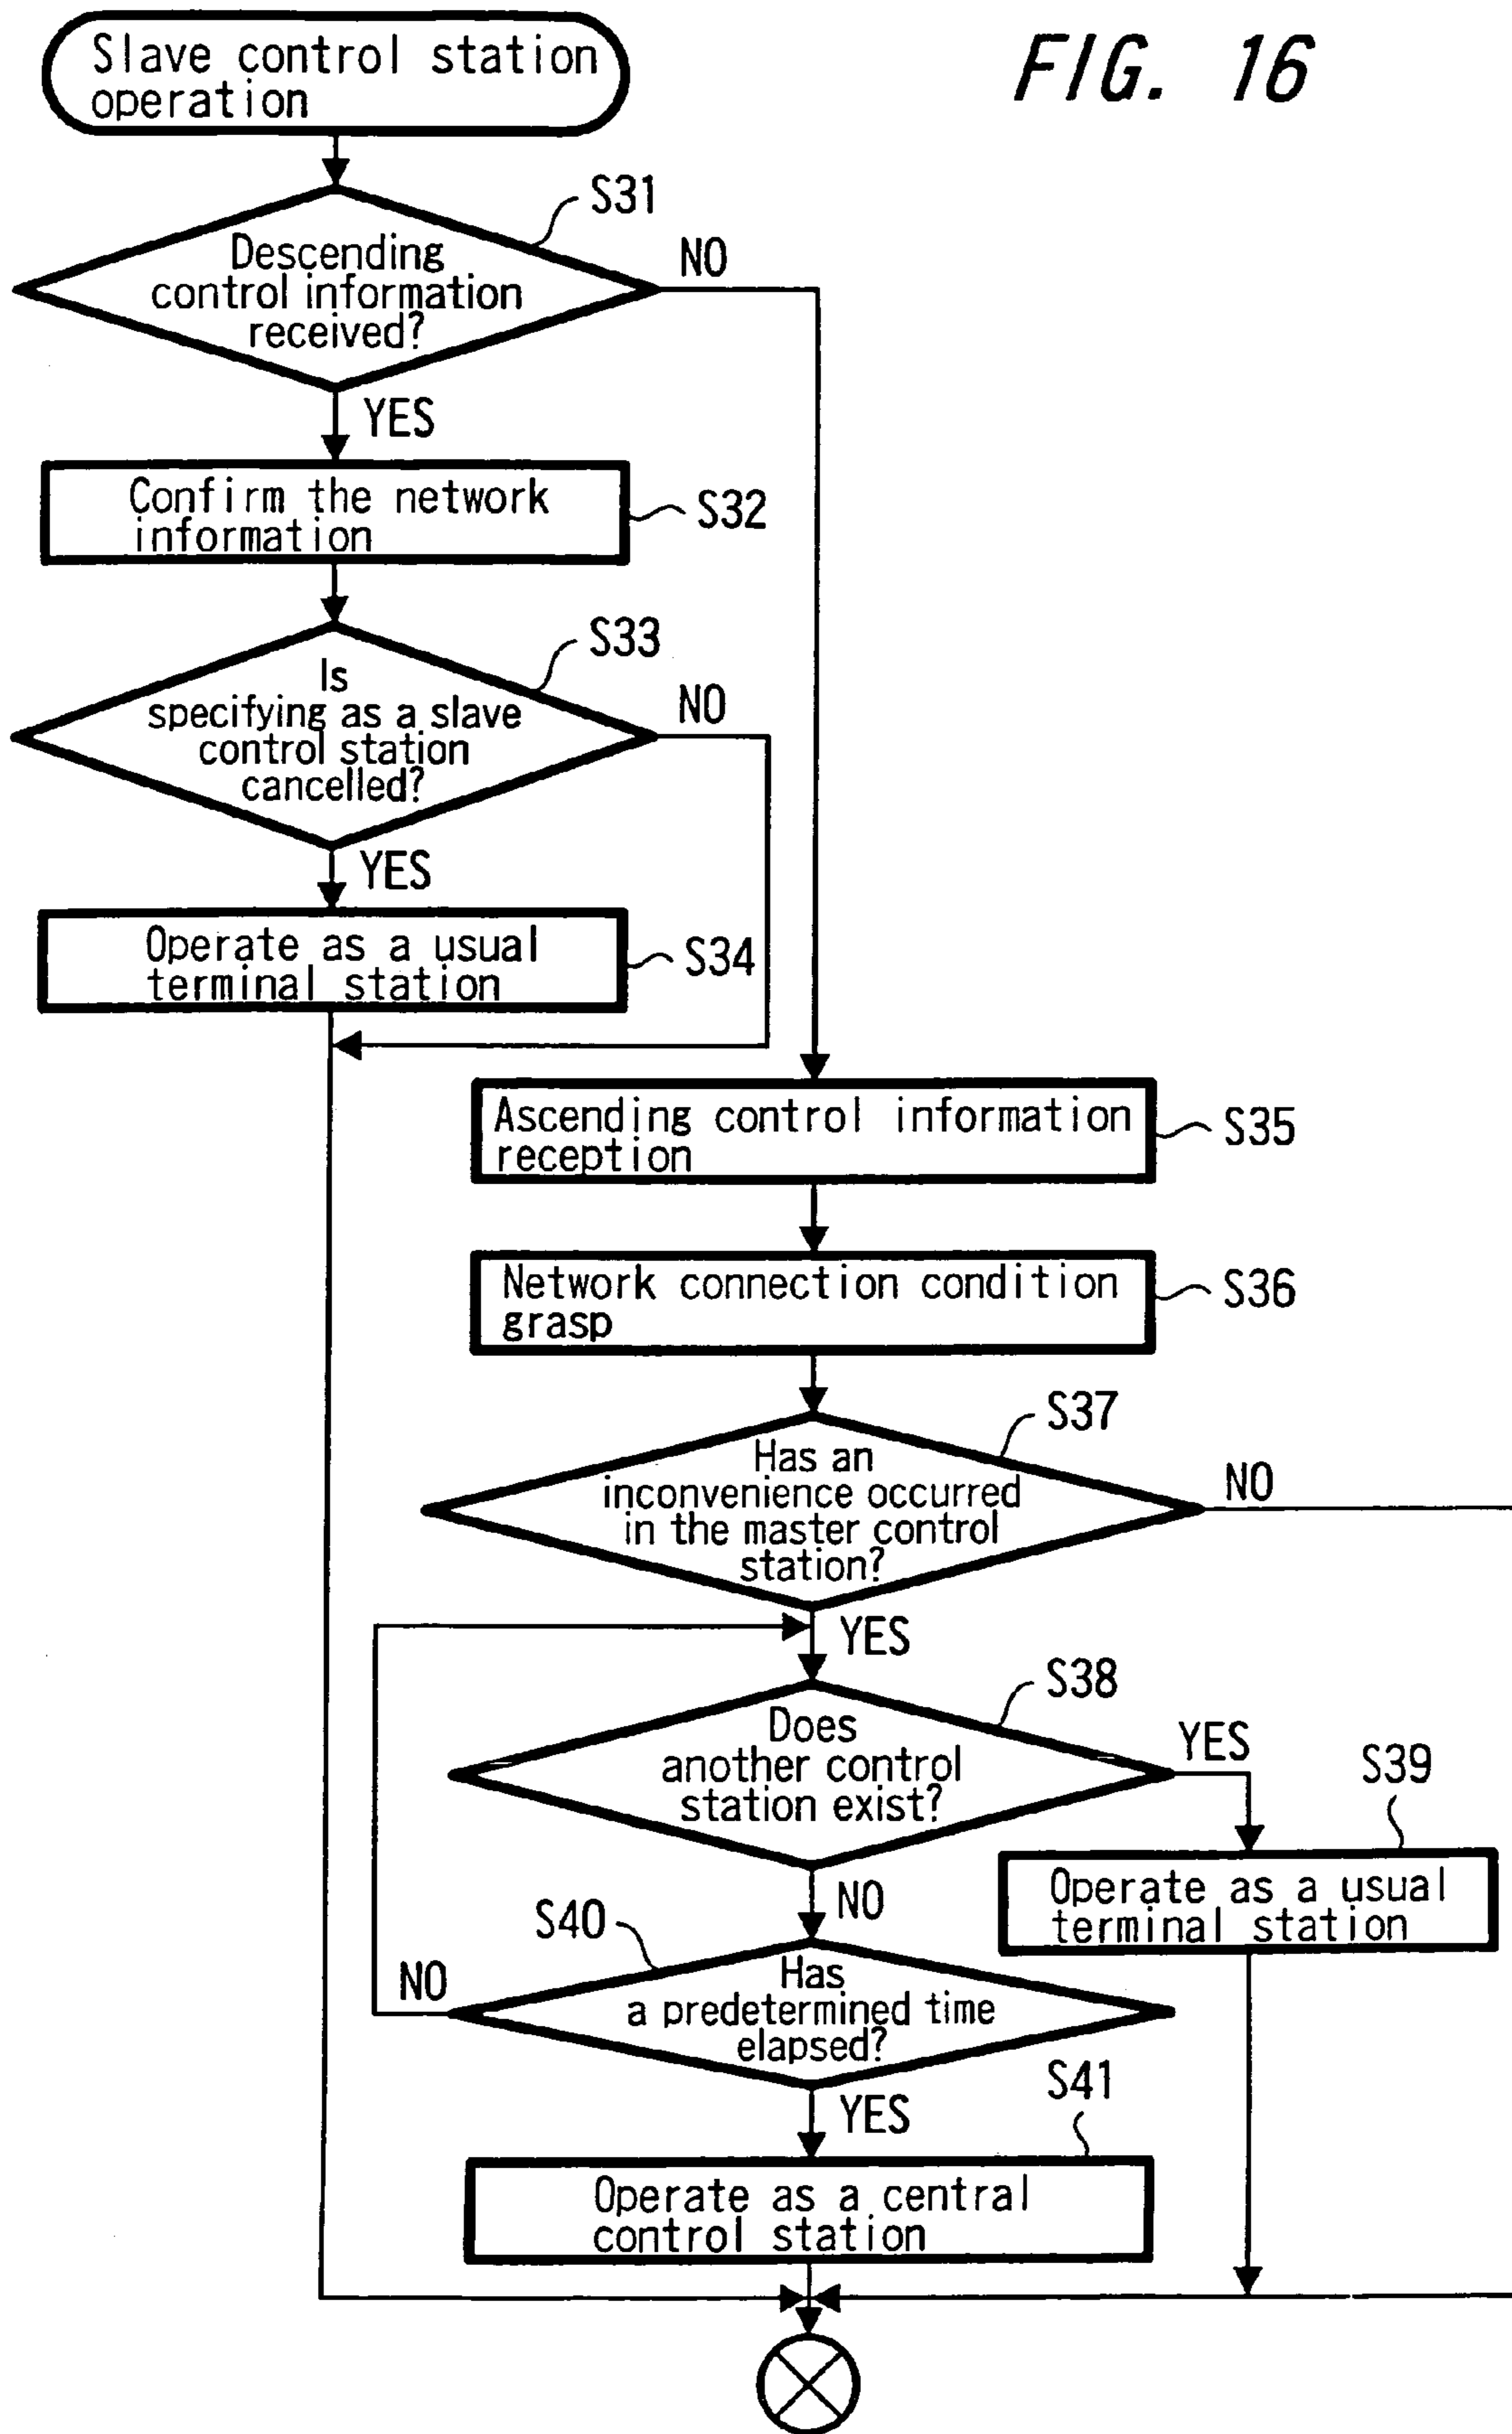 FIG. 16
Slave control station
operation
S31
Descending
control information
received?
NO
YES
Confirm the network
information
S32
S33
Is
specifying as a slave
control station
cancelled?
NO
YES
Operate as a usual
terminal station
S34
Ascending control information
reception
S35
Network connection condition
grasp
S36
S37
Has an
inconvenience occurred
in the master control
station?
NO
YES
S38
Does
another control
station exist?
YES
S39
Operate as a usual
terminal station
NO
S40
Has
a predetermined time
elapsed?
NO
YES
S41
Operate as a central
control station